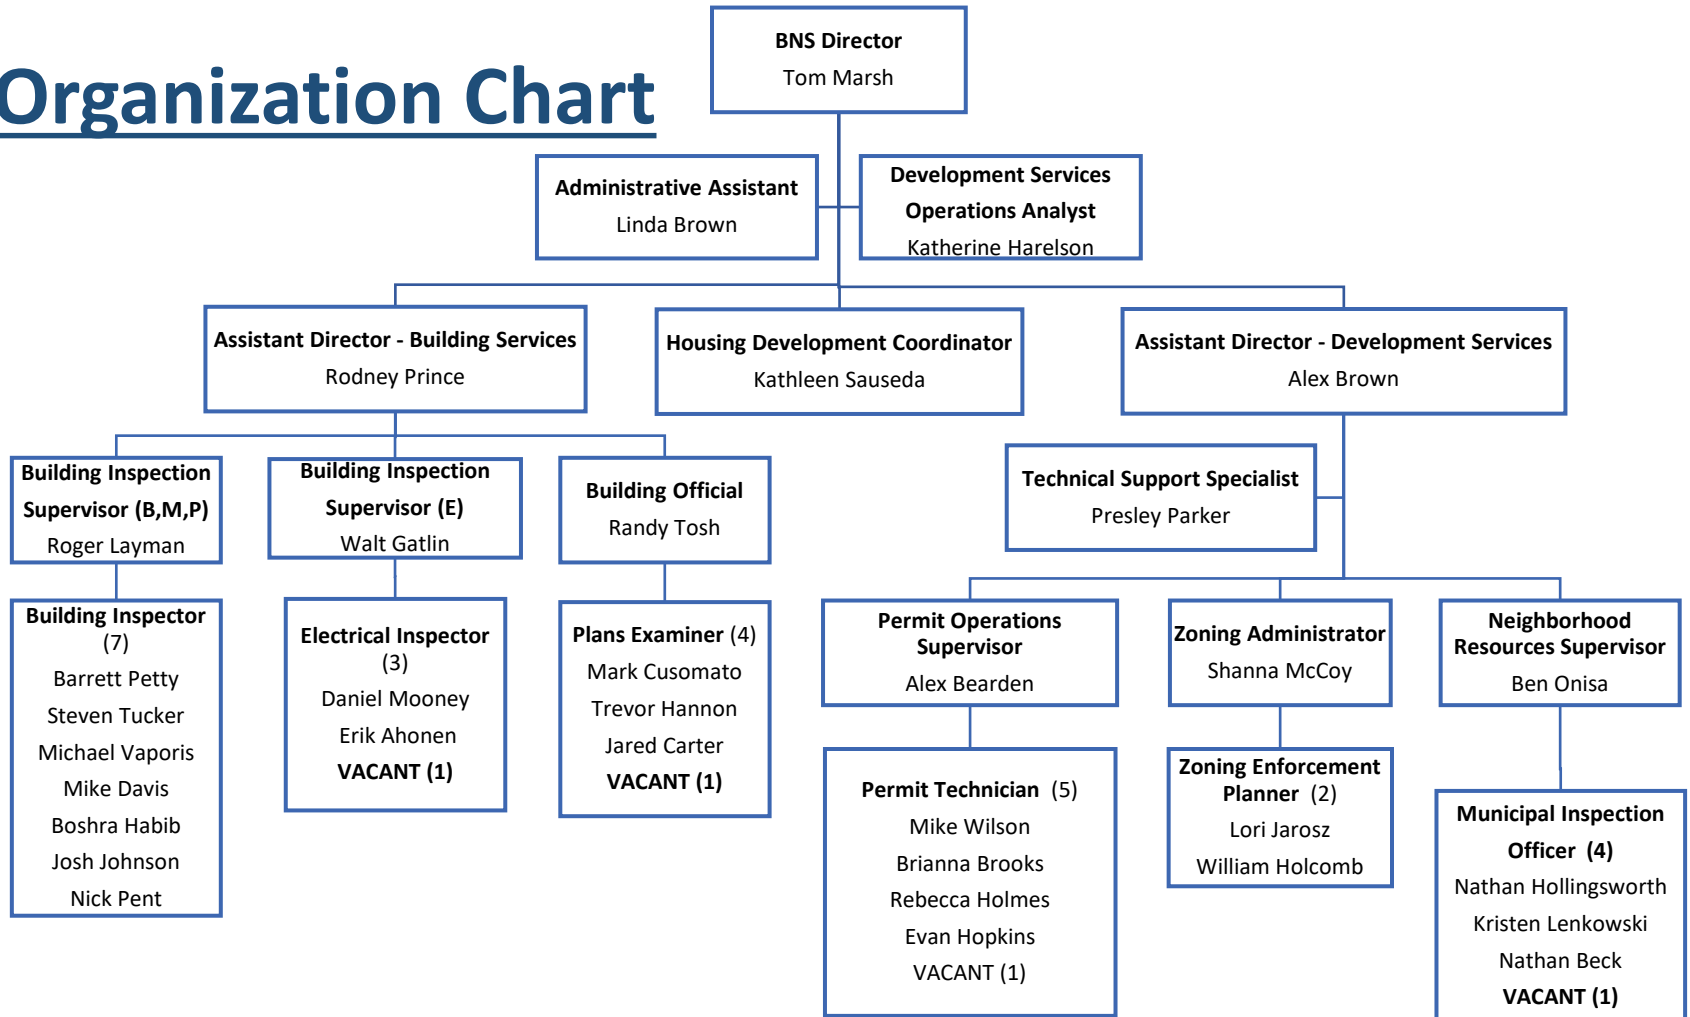 Organization Chart
BNS Director
Tom Marsh
Administrative Assistant
Linda Brown
Development Services
Operations Analyst
Katherine Harelson
Assistant Director - Building Services
Rodney Prince
Housing Development Coordinator
Kathleen Sauseda
Assistant Director - Development Services
Alex Brown
Building Inspection
Supervisor (B,M,P)
Roger Layman
Building Inspection
Supervisor (E)
Walt Gatlin
Building Official
Randy Tosh
Technical Support Specialist
Presley Parker
Building Inspector
(7)
Barrett Petty
Steven Tucker
Michael Vaporis
Mike Davis
Boshra Habib
Josh Johnson
Nick Pent
Electrical Inspector
(3)
Daniel Mooney
Erik Ahonen
VACANT (1)
Plans Examiner (4)
Mark Cusomato
Trevor Hannon
Jared Carter
VACANT (1)
Permit Operations
Supervisor
Alex Bearden
Zoning Administrator
Shanna McCoy
Neighborhood
Resources Supervisor
Ben Onisa
Permit Technician (5)
Mike Wilson
Brianna Brooks
Rebecca Holmes
Evan Hopkins
VACANT (1)
Zoning Enforcement
Planner (2)
Lori Jarosz
William Holcomb
Municipal Inspection
Officer (4)
Nathan Hollingsworth
Kristen Lenkowski
Nathan Beck
VACANT (1)